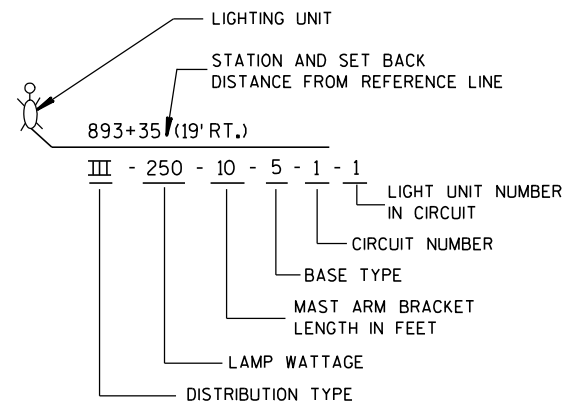 LIGHTING UNIT
STATION AND SET BACK
DISTANCE FROM REFERENCE LINE
893+35 (19' RT.)
III - 250 - 10 - 5 - 1 - 1
LIGHT UNIT NUMBER
IN CIRCUIT
CIRCUIT NUMBER
BASE TYPE
MAST ARM BRACKET
LENGTH IN FEET
LAMP WATTAGE
DISTRIBUTION TYPE